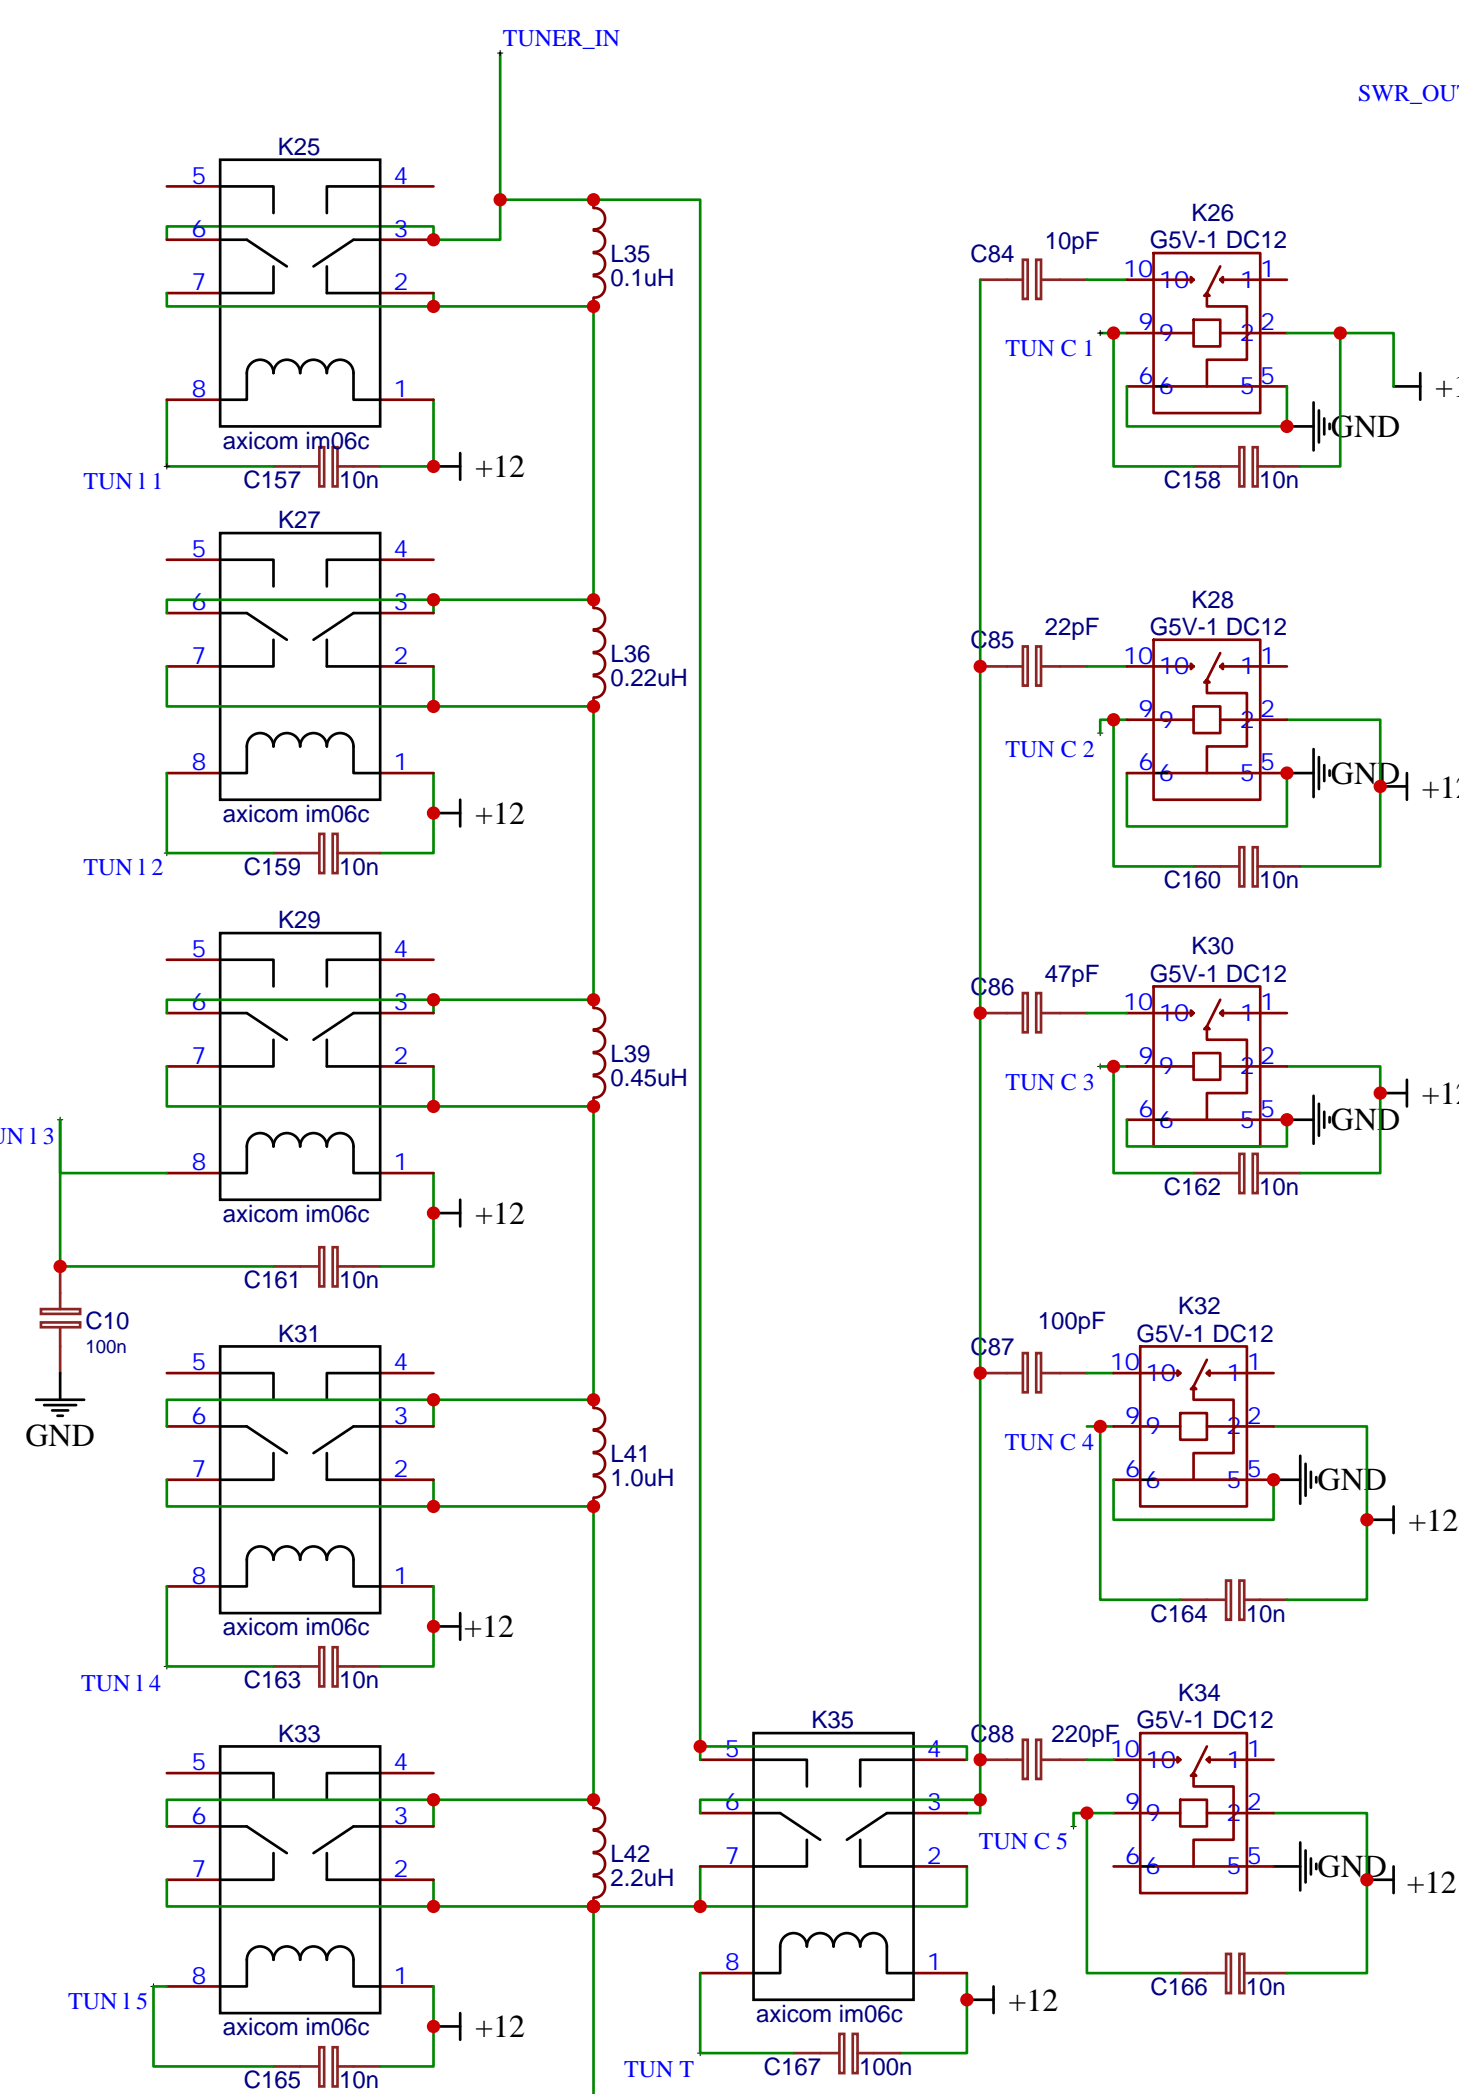 TUNER_IN
SWR_OUT
K25
5
4
6
3
7
2
8
1
axicom im06c
TUN l 1
C157
10n
+12
L35
0.1uH
K27
5
4
6
3
7
2
8
1
axicom im06c
TUN l 2
C159
10n
+12
L36
0.22uH
K29
5
4
6
3
7
2
8
1
axicom im06c
UN l 3
C161
10n
+12
L39
0.45uH
C10
100n
GND
K31
5
4
6
3
7
2
8
1
axicom im06c
TUN l 4
C163
10n
+12
L41
1.0uH
K33
5
4
6
3
7
2
8
1
axicom im06c
TUN l 5
C165
10n
+12
L42
2.2uH
K35
5
4
6
3
7
2
8
1
axicom im06c
TUN T
C167
100n
+12
K26
G5V-1 DC12
C84
10pF
10
10
1
1
TUN C 1
9
9
2
2
6
6
5
5
GND
+1
C158
10n
K28
G5V-1 DC12
C85
22pF
10
10
1
1
TUN C 2
9
9
2
2
6
6
5
5
GND
+12
C160
10n
K30
G5V-1 DC12
C86
47pF
10
10
1
1
TUN C 3
9
9
2
2
6
6
5
5
GND
+12
C162
10n
K32
G5V-1 DC12
C87
100pF
10
10
1
1
TUN C 4
9
9
2
2
6
6
5
5
GND
+12
C164
10n
K34
G5V-1 DC12
C88
220pF
10
10
1
1
TUN C 5
9
9
2
2
6
6
5
5
GND
+12
C166
10n